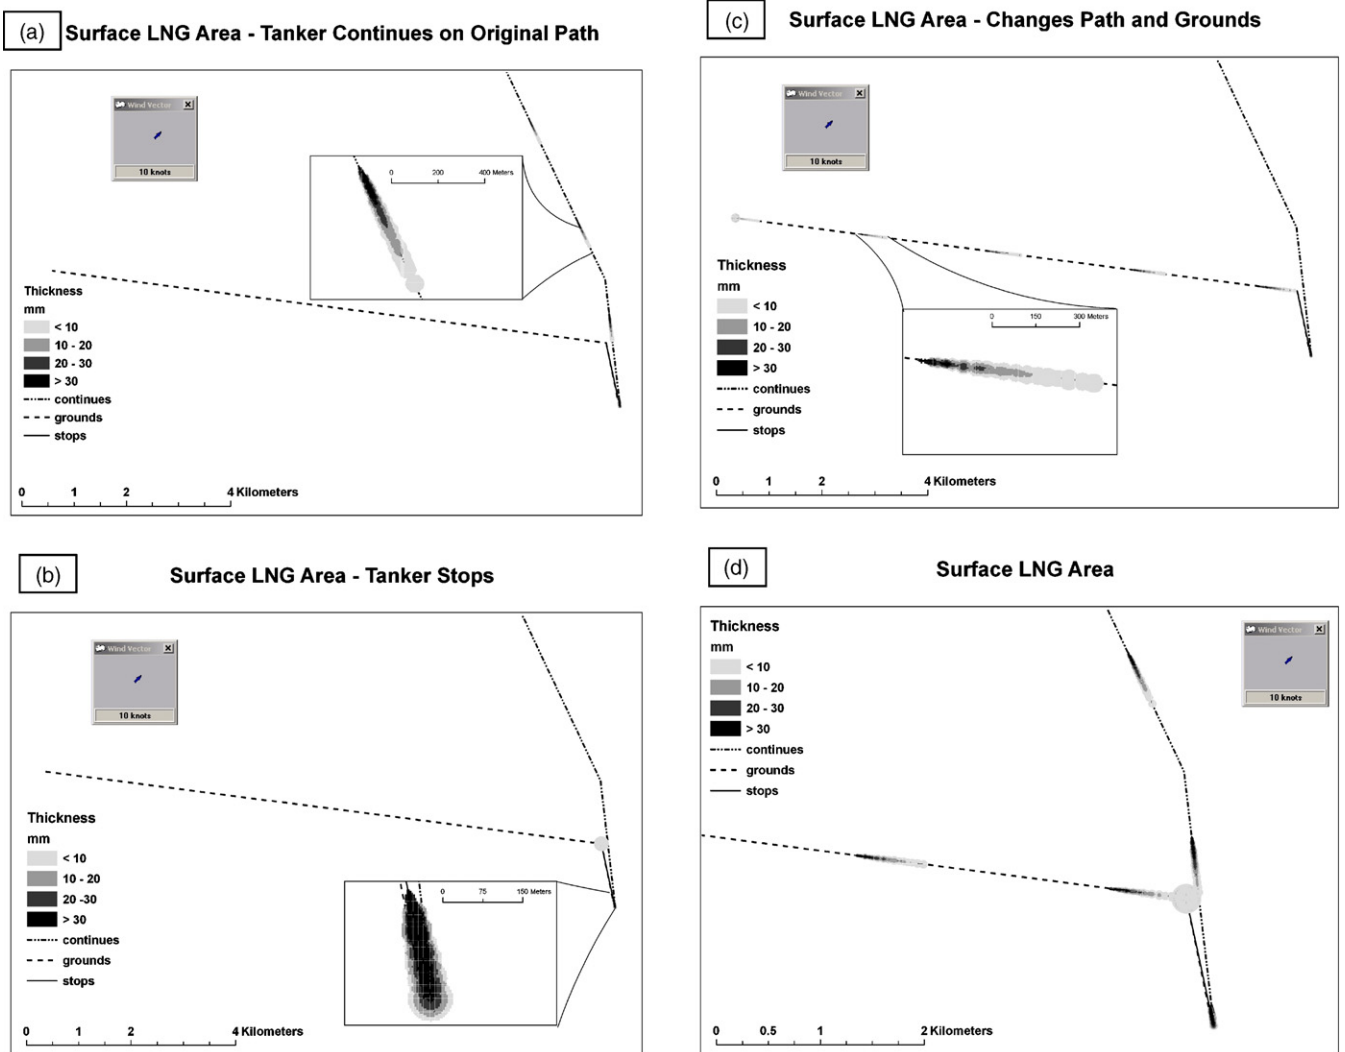 (a) Surface LNG Area - Tanker Continues on Original Path
Wind Vector
10 knots
0 200 400 Meters
Thickness
mm
< 10
10 - 20
20 - 30
> 30
continues
grounds
stops
0 1 2 4 Kilometers
(b) Surface LNG Area - Tanker Stops
Wind Vector
10 knots
Thickness
mm
< 10
10 - 20
20 -30
> 30
continues
grounds
stops
0 75 150 Meters
0 1 2 4 Kilometers
(c) Surface LNG Area - Changes Path and Grounds
Wind Vector
10 knots
Thickness
mm
< 10
10 - 20
20 - 30
> 30
continues
grounds
stops
0 150 300 Meters
0 1 2 4 Kilometers
(d) Surface LNG Area
Thickness
mm
< 10
10 - 20
20 - 30
> 30
continues
grounds
stops
Wind Vector
10 knots
0 0.5 1 2 Kilometers